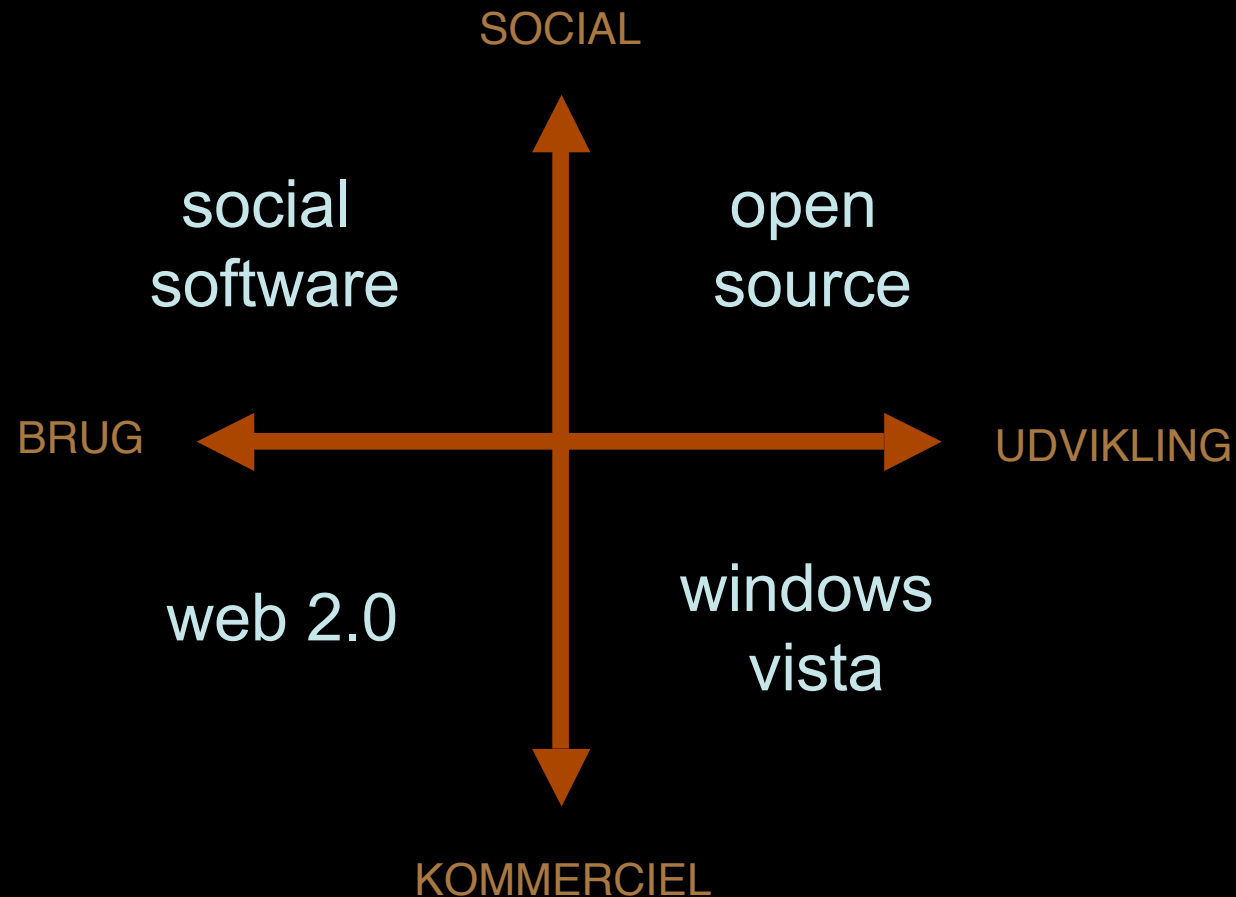 SOCIAL
social
software
open
source
BRUG
UDVIKLING
web 2.0
windows
vista
KOMMERCIEL